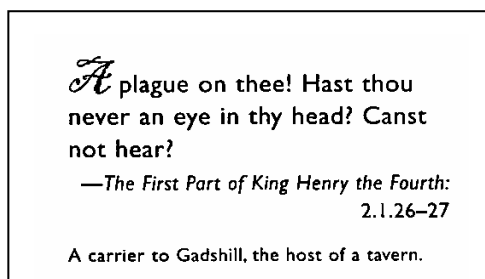 A plague on thee! Hast thou
never an eye in thy head? Canst
not hear?
—The First Part of King Henry the Fourth:
2.1.26–27
A carrier to Gadshill, the host of a tavern.